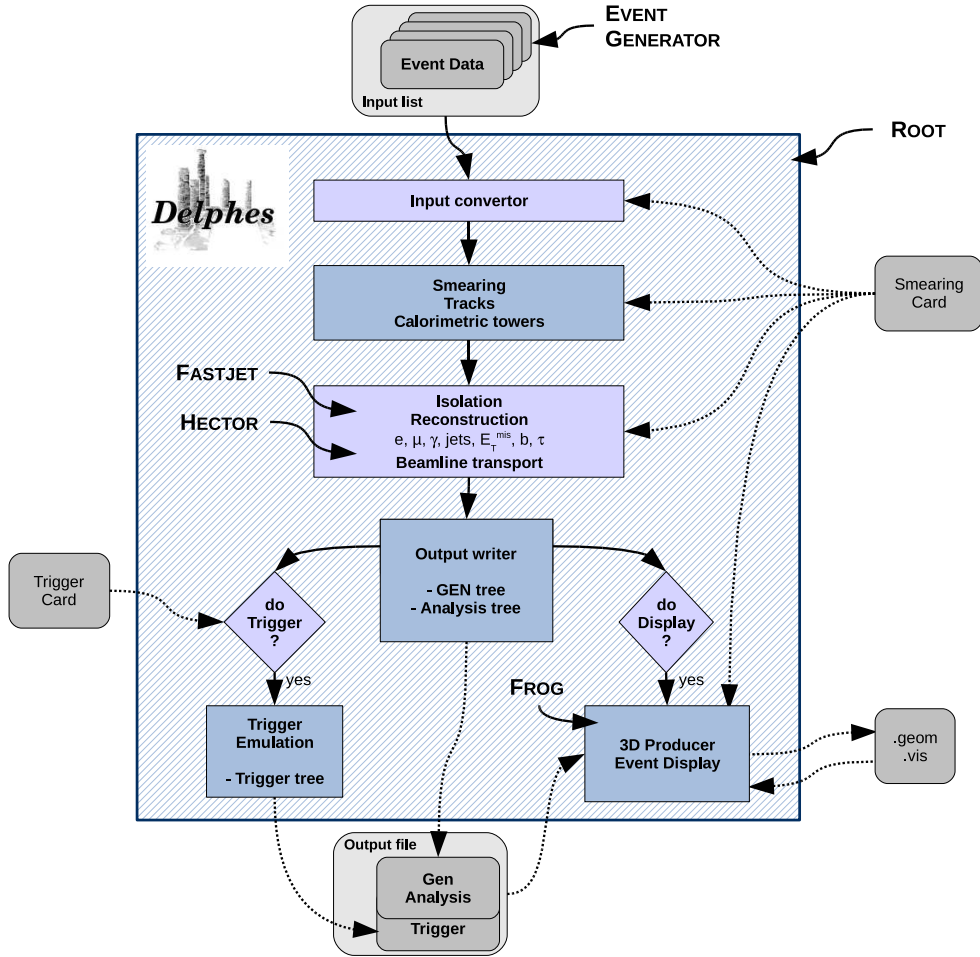 EVENT
GENERATOR
Event Data
Input list
ROOT
Delphes
Input convertor
Smearing
Card
Smearing
Tracks
Calorimetric towers
FASTJET
HECTOR
Isolation
Reconstruction
e, μ, γ, jets, E_T^mis, b, τ
Beamline transport
Trigger
Card
do
Trigger
?
Output writer
- GEN tree
- Analysis tree
do
Display
?
yes
yes
FROG
Trigger
Emulation
- Trigger tree
3D Producer
Event Display
.geom
.vis
Output file
Gen
Analysis
Trigger